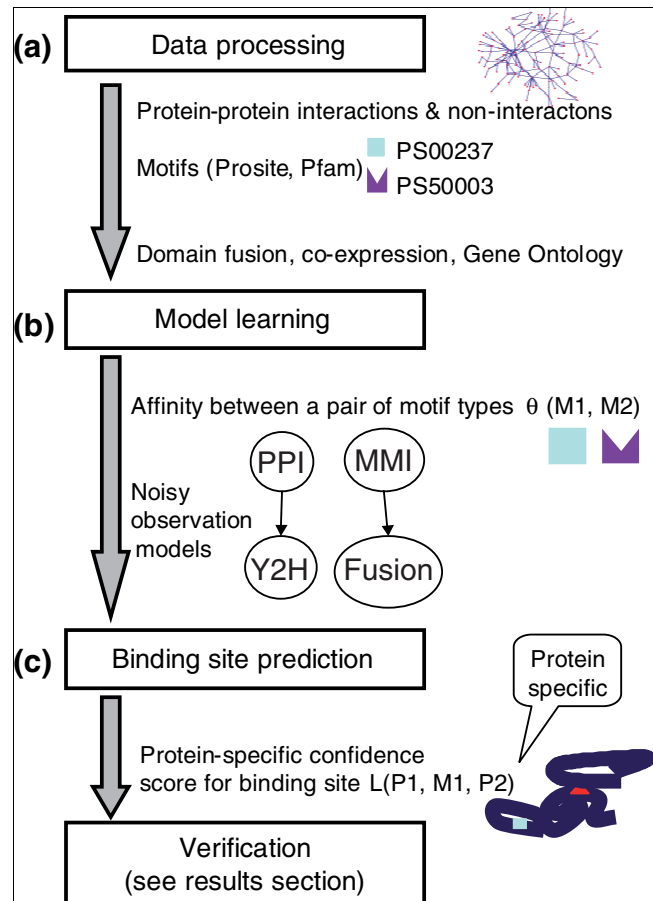 (a)
Data processing
Protein-protein interactions & non-interactons
Motifs (Prosite, Pfam)
PS00237
PS50003
Domain fusion, co-expression, Gene Ontology
(b)
Model learning
Affinity between a pair of motif types θ (M1, M2)
PPI
MMI
Noisy
observation
models
Y2H
Fusion
(c)
Binding site prediction
Protein
specific
Protein-specific confidence
score for binding site L(P1, M1, P2)
Verification
(see results section)